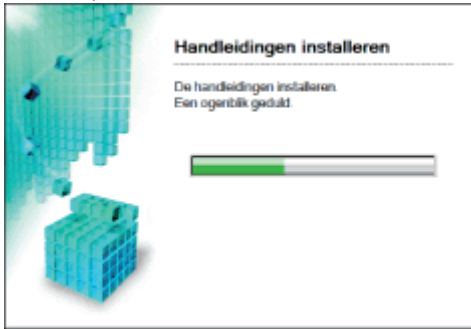 Handleidingen installeren
De handleidingen installeren.
Een ogenblik geduld.